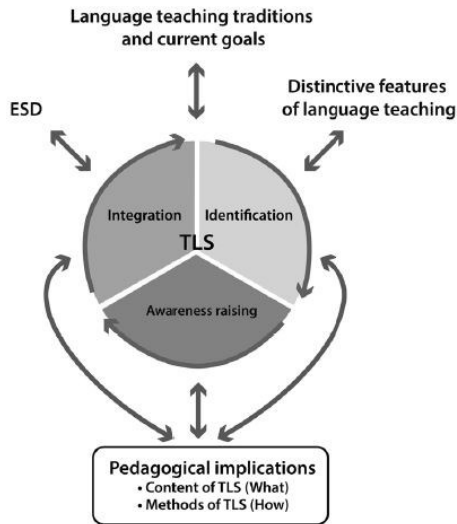 Language teaching traditions
and current goals
ESD
Distinctive features
of language teaching
Integration
Identification
TLS
Awareness raising
Pedagogical implications
• Content of TLS (What)
• Methods of TLS (How)